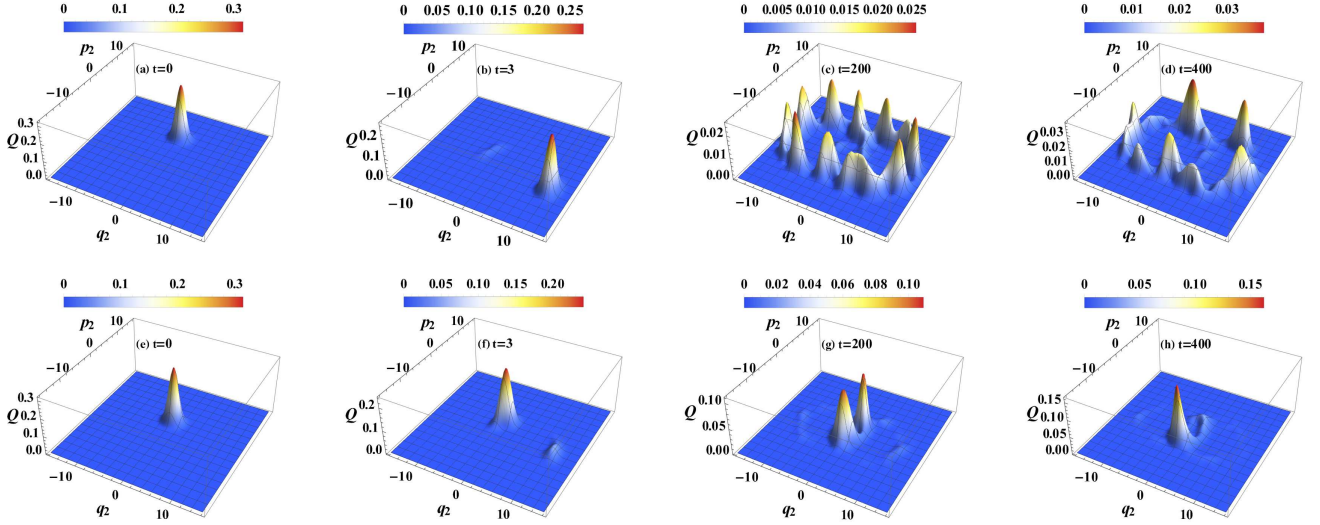 0 0.1 0.2 0.3
10
p2
0
(a) t=0
−10
0.3
Q 0.2
0.1
0.0
−10
0
q2
10
0 0.05 0.10 0.15 0.20 0.25
10
p2
0
(b) t=3
−10
0.2
Q
0.1
0.0
−10
0
q2
10
0 0.005 0.010 0.015 0.020 0.025
10
p2
0
(c) t=200
−10
0.02
Q
0.01
0.00
−10
0
q2
10
0 0.01 0.02 0.03
10
p2
0
(d) t=400
−10
0.03
Q 0.02
0.01
0.00
−10
0
q2
10
0 0.1 0.2 0.3
10
p2
0
(e) t=0
−10
0.3
Q 0.2
0.1
0.0
−10
0
q2
10
0 0.05 0.10 0.15 0.20
10
p2
0
(f) t=3
−10
0.2
Q
0.1
0.0
−10
0
q2
10
0 0.02 0.04 0.06 0.08 0.10
10
p2
0
(g) t=200
−10
0.10
Q
0.05
0.00
−10
0
q2
10
0 0.05 0.10 0.15
10
p2
0
(h) t=400
−10
0.15
Q 0.10
0.05
0.00
−10
0
q2
10